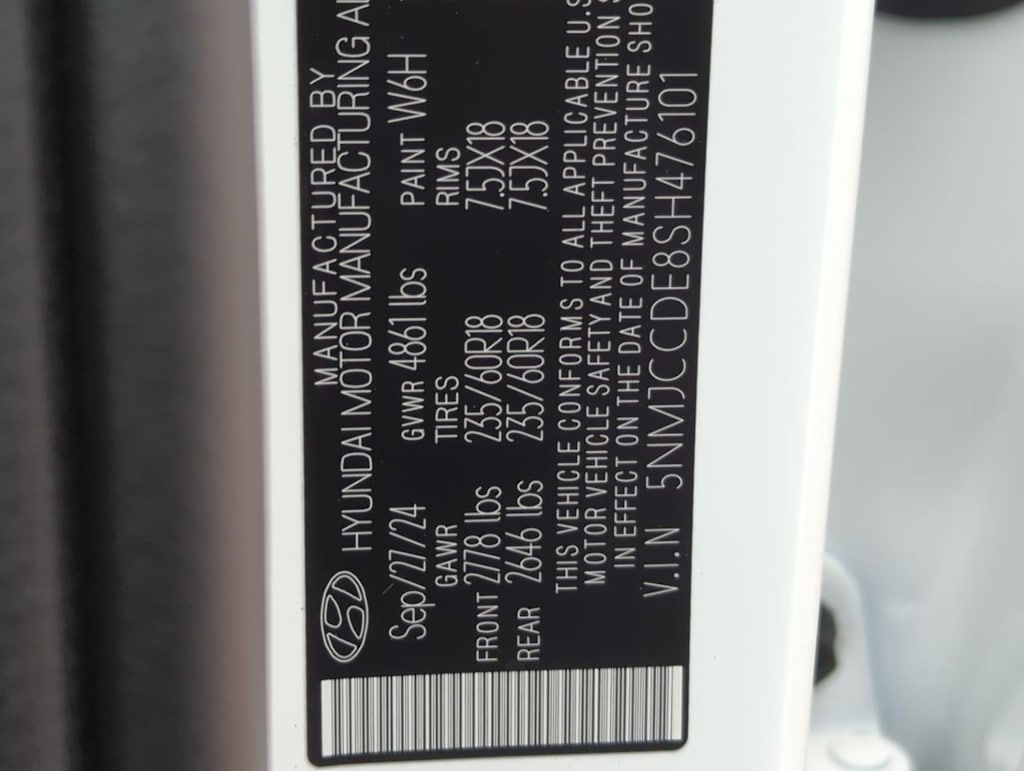 MANUFACTURED BY
HYUNDAI MOTOR MANUFACTURING
Sep/27/24 GVWR 4861 lbs PAINT W6H
GAWR TIRES RIMS
FRONT 2778 lbs 235/60R18 7.5JX18
REAR 2646 lbs 235/60R18 7.5JX18
THIS VEHICLE CONFORMS TO ALL APPLICABLE U.S
MOTOR VEHICLE SAFETY AND THEFT PREVENTION
IN EFFECT ON THE DATE OF MANUFACTURE
V.I.N 5NMJCCDE8SH476101